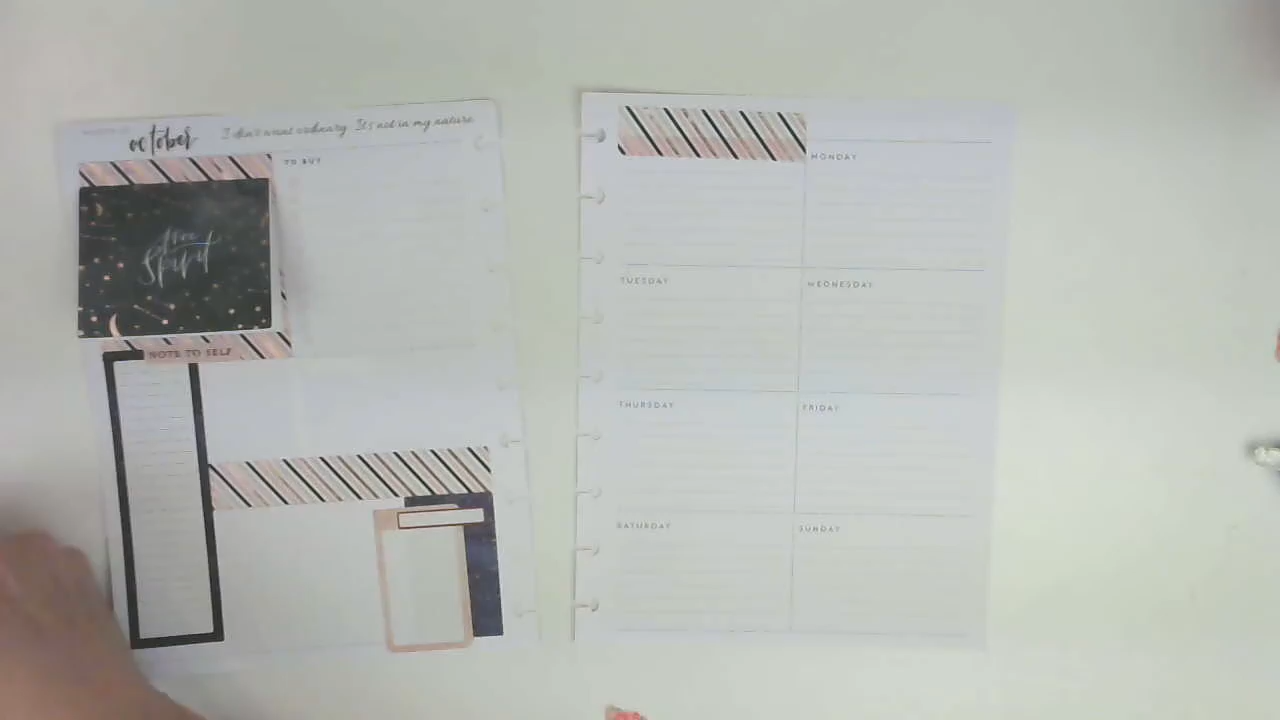 october
I don't want ordinary. It's not in my nature.
TO BUY
free
Spirit
NOTE TO SELF
MONDAY
TUESDAY
WEDNESDAY
THURSDAY
FRIDAY
SATURDAY
SUNDAY